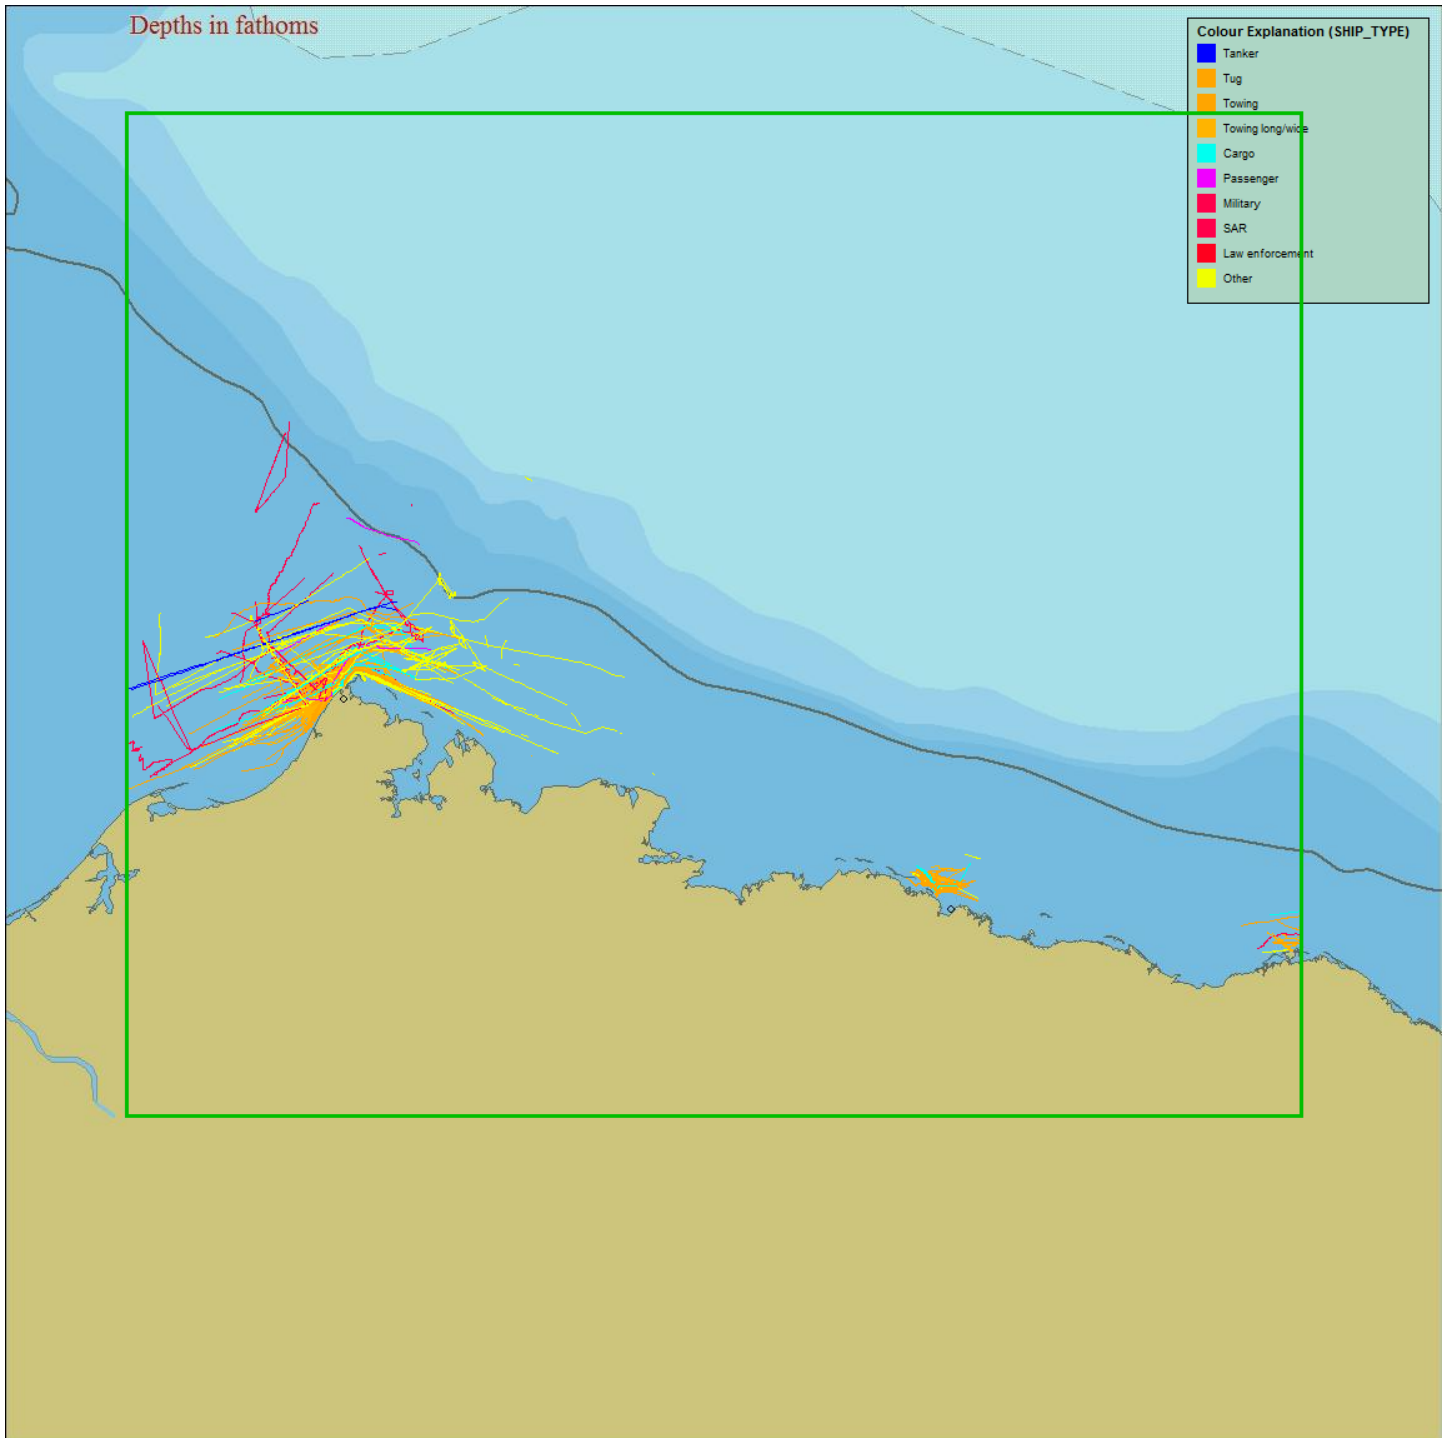 Depths in fathoms
Colour Explanation (SHIP_TYPE)
Tanker
Tug
Towing
Towing long/wide
Cargo
Passenger
Military
SAR
Law enforcement
Other